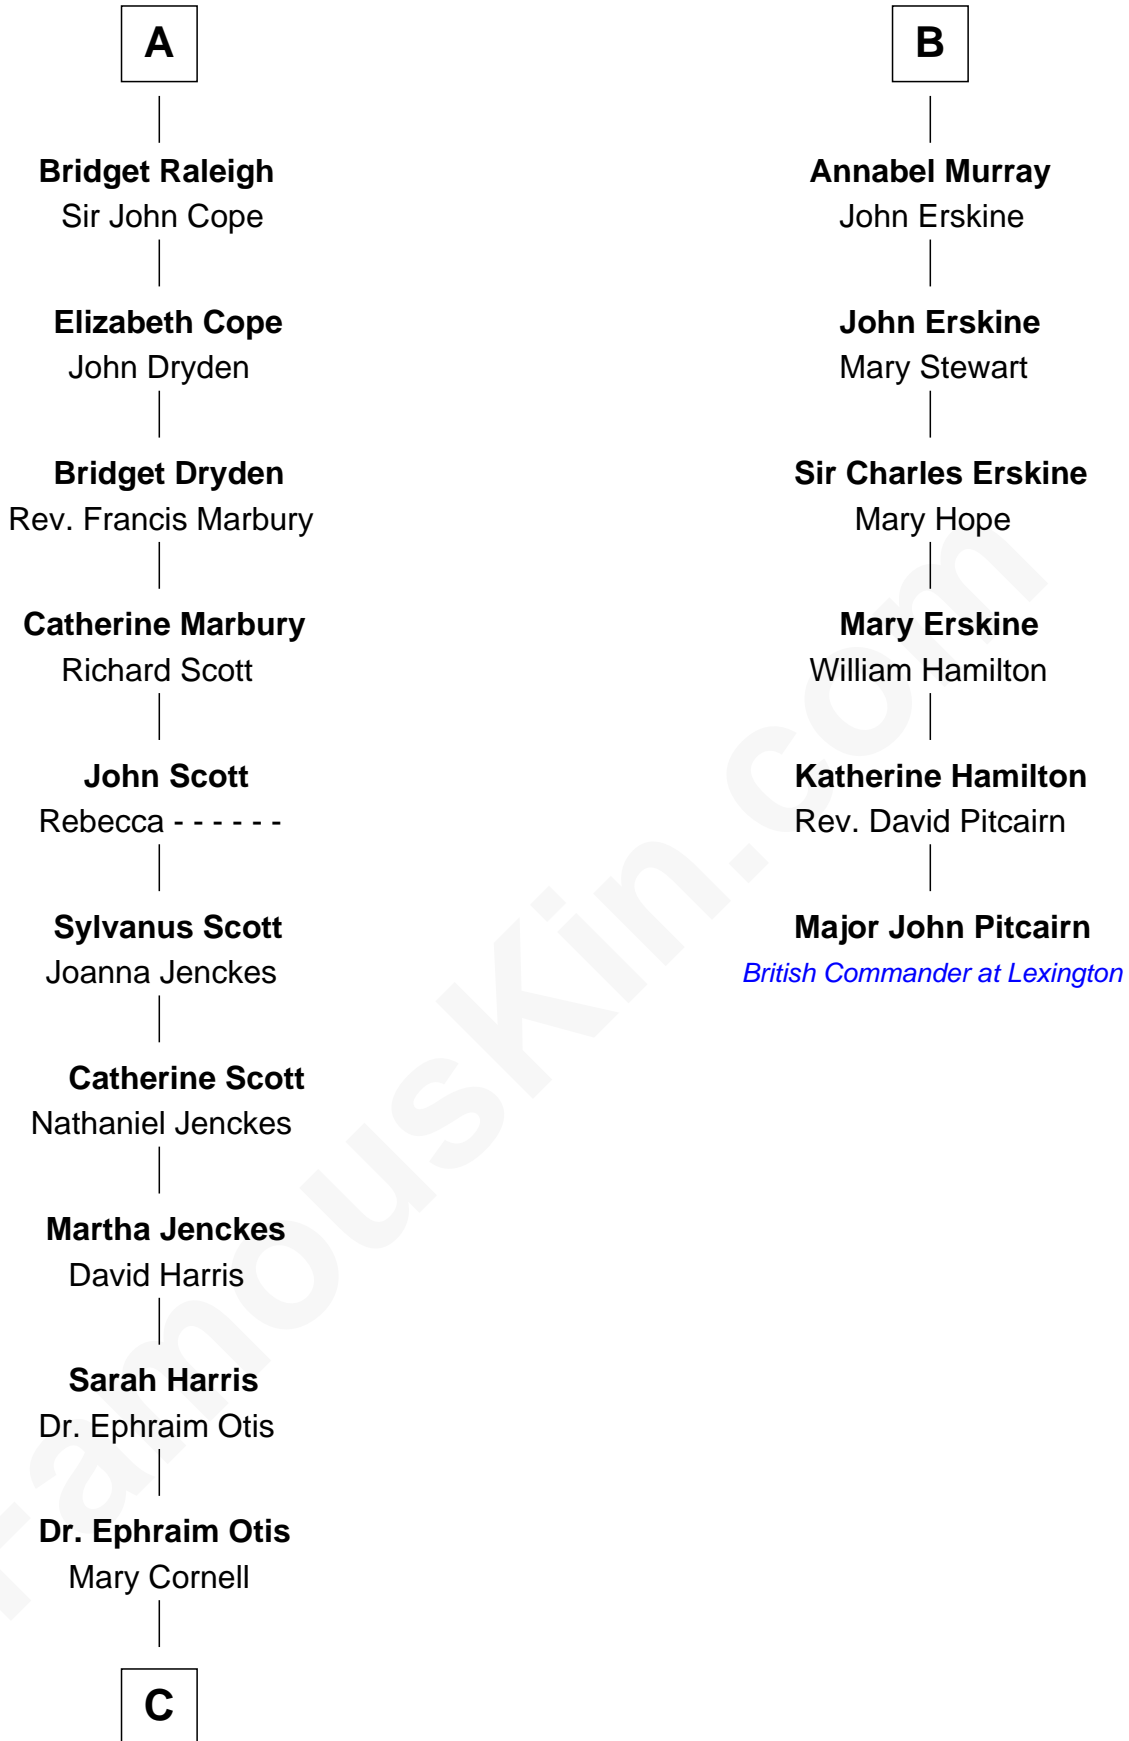 A
Bridget Raleigh
Sir John Cope
Elizabeth Cope
John Dryden
Bridget Dryden
Rev. Francis Marbury
Catherine Marbury
Richard Scott
John Scott
Rebecca - - - - - -
Sylvanus Scott
Joanna Jenckes
Catherine Scott
Nathaniel Jenckes
Martha Jenckes
David Harris
Sarah Harris
Dr. Ephraim Otis
Dr. Ephraim Otis
Mary Cornell
C
B
Annabel Murray
John Erskine
John Erskine
Mary Stewart
Sir Charles Erskine
Mary Hope
Mary Erskine
William Hamilton
Katherine Hamilton
Rev. David Pitcairn
Major John Pitcairn
British Commander at Lexington
FamousKin.com